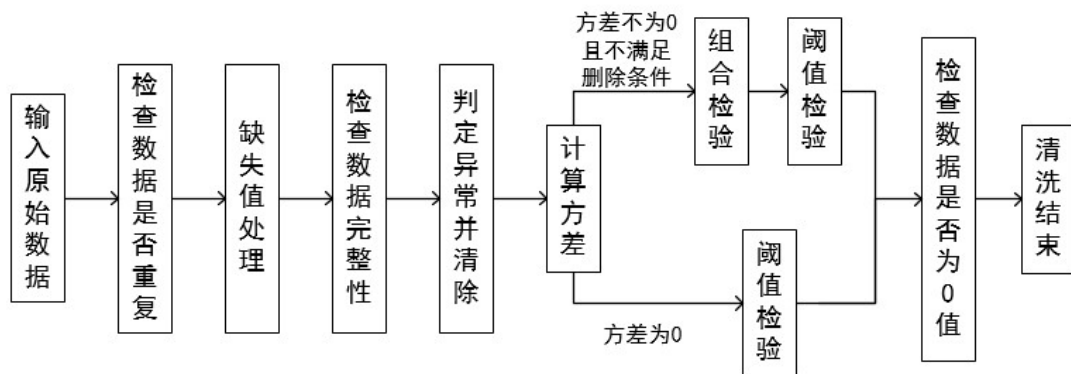 输入原始数据
检查数据是否重复
缺失值处理
检查数据完整性
判定异常并清除
计算方差
方差不为0
且不满足
删除条件
组合检验
阈值检验
方差为0
阈值检验
检查数据是否为0值
清洗结束